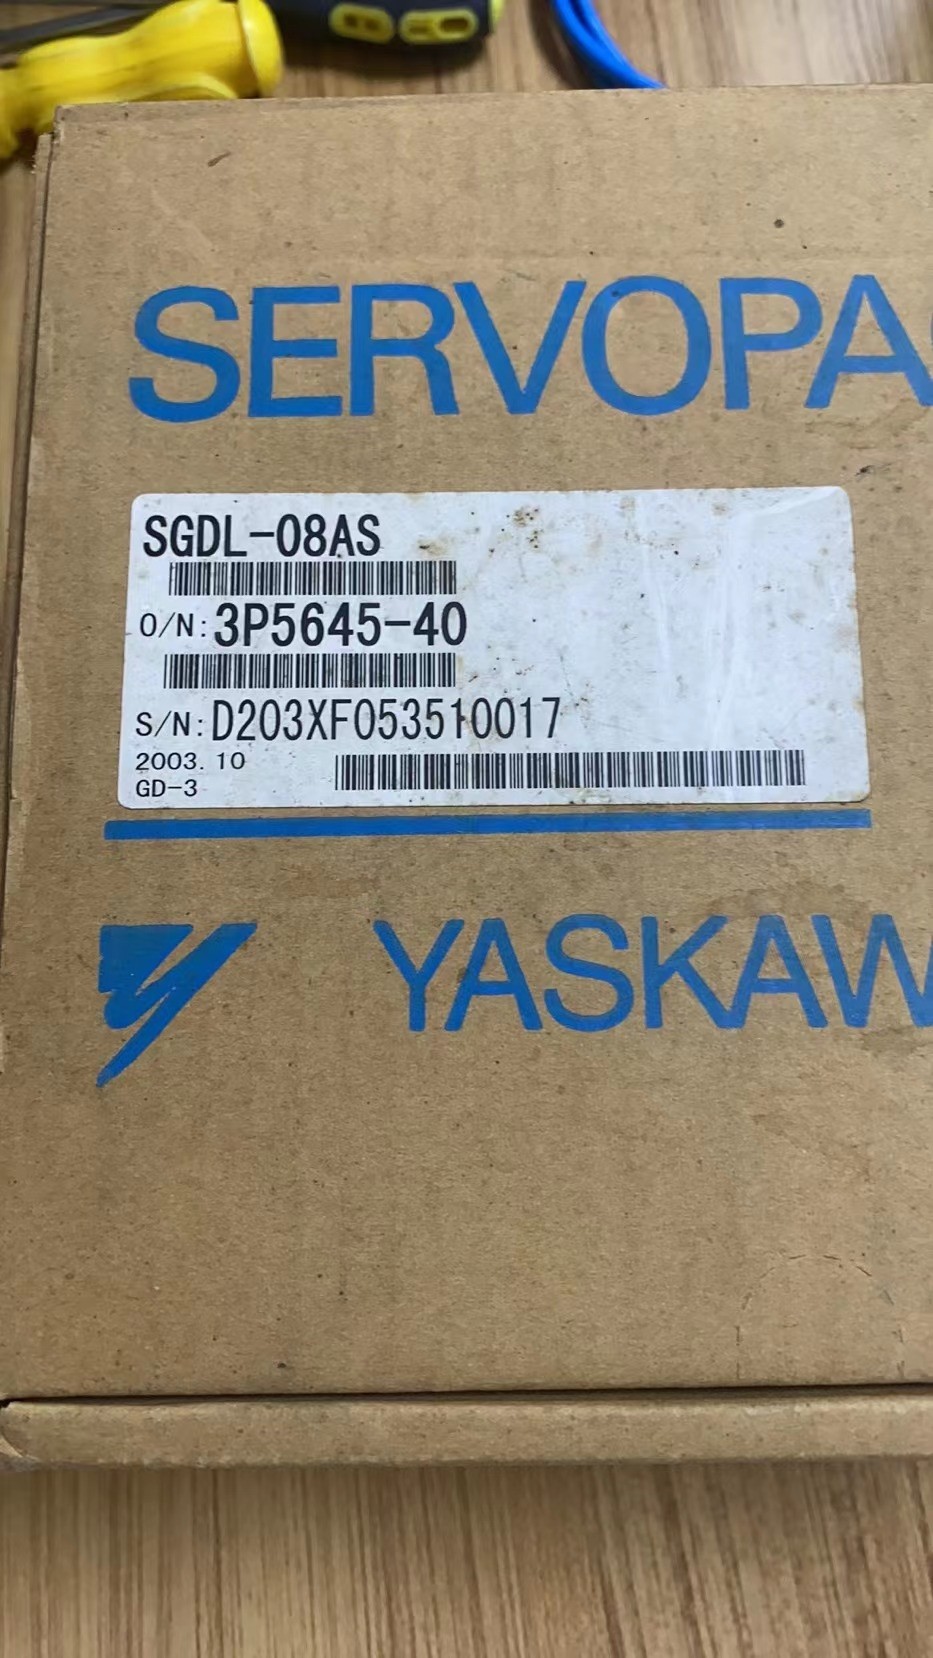 SERVOPA
SGDL-08AS
O/N: 3P5645-40
S/N: D203XF053510017
2003. 10
GD-3
YASKAW